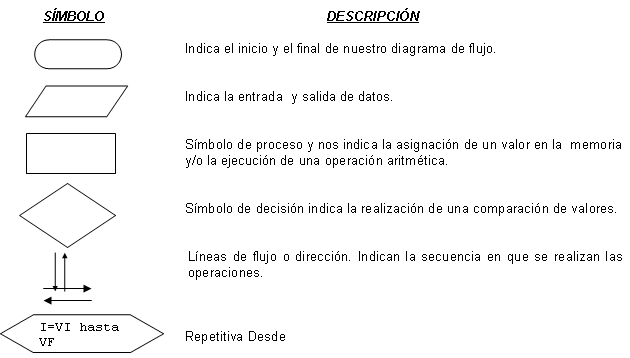 SÍMBOLO DESCRIPCIÓN
Indica el inicio y el final de nuestro diagrama de flujo.
Indica la entrada y salida de datos.
Símbolo de proceso y nos indica la asignación de un valor en la memoria
y/o la ejecución de una operación aritmética.
Símbolo de decisión indica la realización de una comparación de valores.
Líneas de flujo o dirección. Indican la secuencia en que se realizan las
operaciones.
I=VI hasta
VF
Repetitiva Desde